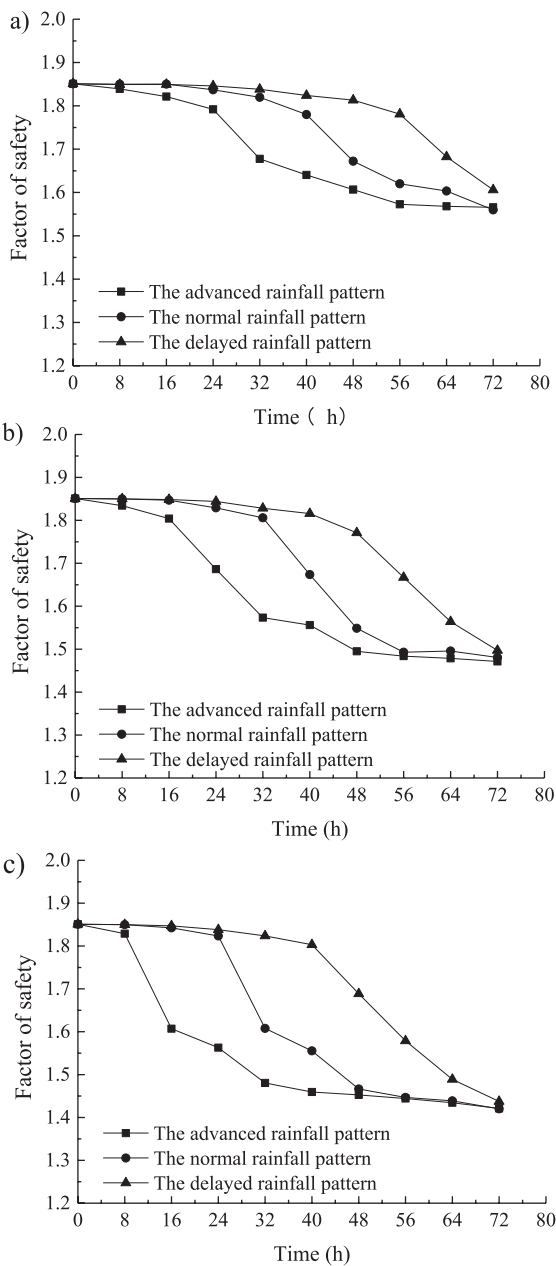 a)
2.0
1.9
1.8
1.7
1.6
1.5
1.4
1.3
1.2
Factor of safety
The advanced rainfall pattern
The normal rainfall pattern
The delayed rainfall pattern
0 8 16 24 32 40 48 56 64 72 80
Time ( h)
b)
2.0
1.9
1.8
1.7
1.6
1.5
1.4
1.3
1.2
Factor of safety
The advanced rainfall pattern
The normal rainfall pattern
The delayed rainfall pattern
0 8 16 24 32 40 48 56 64 72 80
Time (h)
c)
2.0
1.9
1.8
1.7
1.6
1.5
1.4
1.3
1.2
Factor of safety
The advanced rainfall pattern
The normal rainfall pattern
The delayed rainfall pattern
0 8 16 24 32 40 48 56 64 72 80
Time (h)